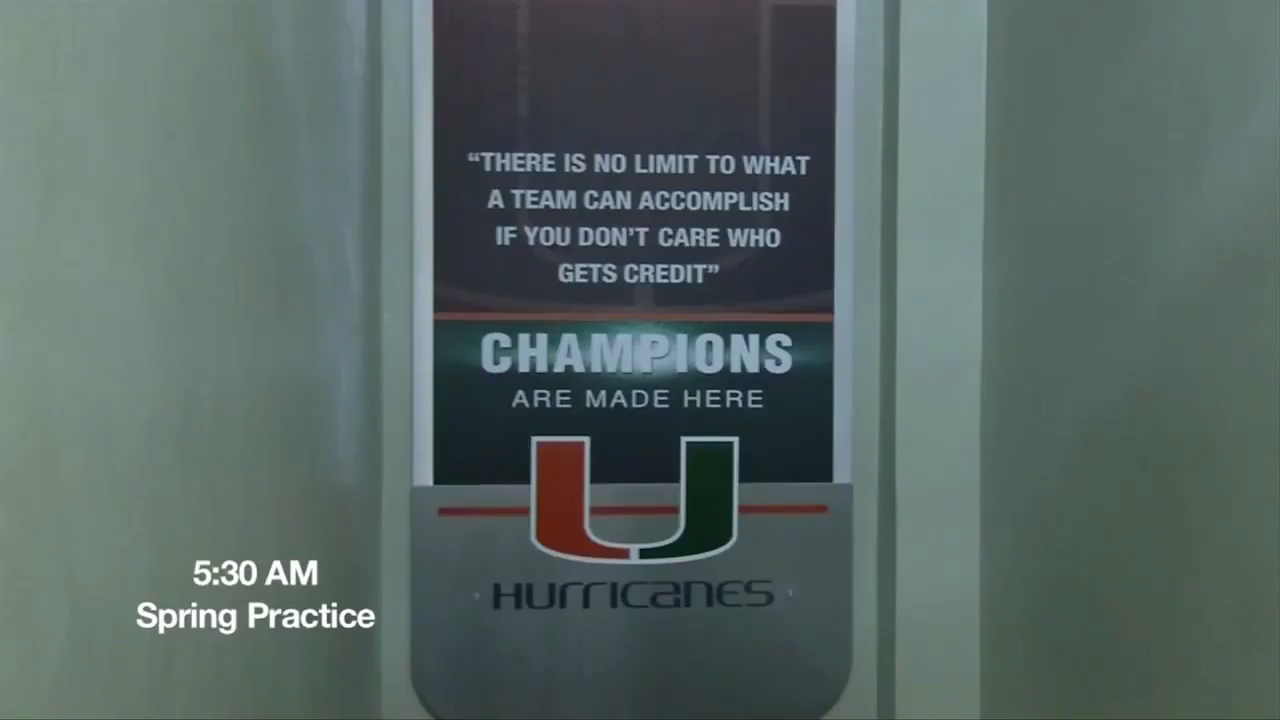 “THERE IS NO LIMIT TO WHAT
A TEAM CAN ACCOMPLISH
IF YOU DON’T CARE WHO
GETS CREDIT”
CHAMPIONS
ARE MADE HERE
U
HURRICANES
5:30 AM
Spring Practice